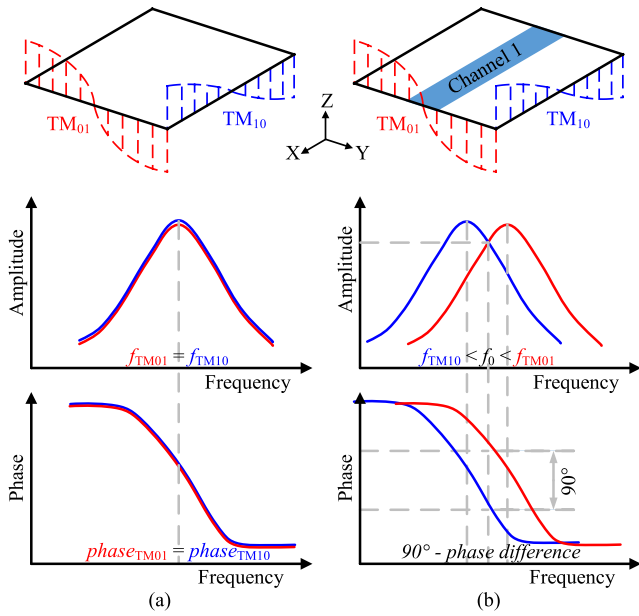 TM01
TM10
Z
X
Y
Channel 1
TM01
TM10
Amplitude
fTM01 = fTM10
Frequency
Amplitude
fTM10 < f0 < fTM01
Frequency
Phase
phaseTM01 = phaseTM10
Frequency
Phase
90°
90° - phase difference
Frequency
(a)
(b)